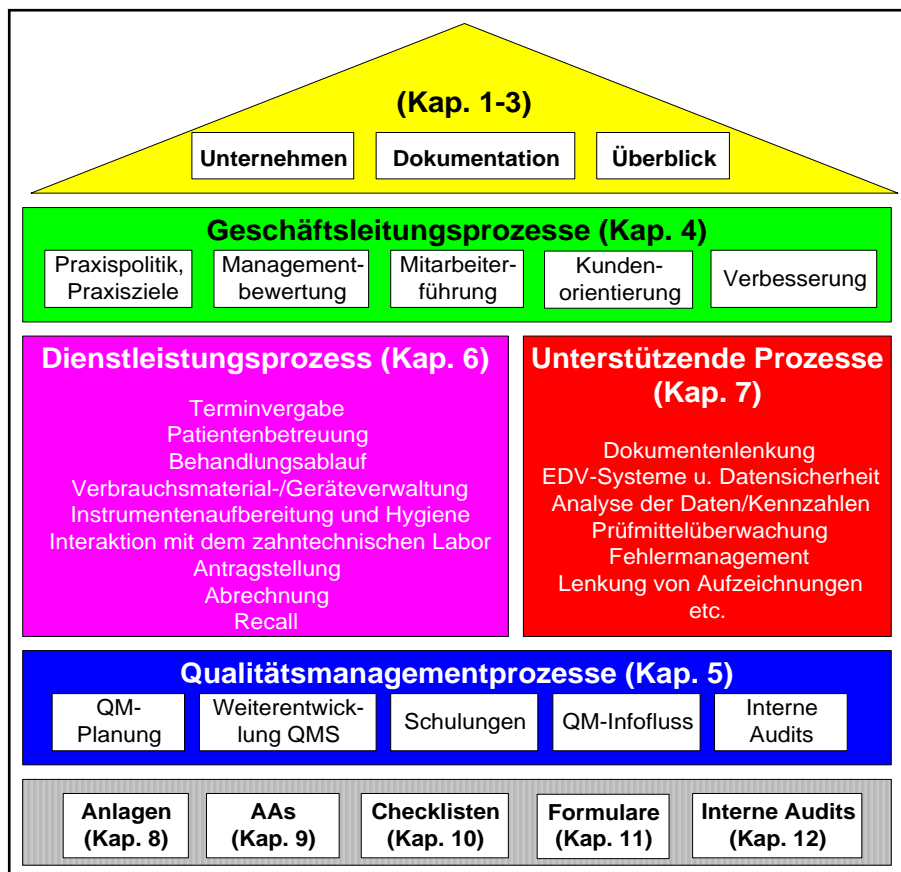 (Kap. 1-3)
Unternehmen
Dokumentation
Überblick
Geschäftsleitungsprozesse (Kap. 4)
Praxispolitik,
Praxisziele
Management-
bewertung
Mitarbeiter-
führung
Kunden-
orientierung
Verbesserung
Dienstleistungsprozess (Kap. 6)
Terminvergabe
Patientenbetreuung
Behandlungsablauf
Verbrauchsmaterial-/Geräteverwaltung
Instrumentenaufbereitung und Hygiene
Interaktion mit dem zahntechnischen Labor
Antragstellung
Abrechnung
Recall
Unterstützende Prozesse
(Kap. 7)
Dokumentenlenkung
EDV-Systeme u. Datensicherheit
Analyse der Daten/Kennzahlen
Prüfmittelüberwachung
Fehlermanagement
Lenkung von Aufzeichnungen
etc.
Qualitätsmanagementprozesse (Kap. 5)
QM-
Planung
Weiterentwick-
lung QMS
Schulungen
QM-Infofluss
Interne
Audits
Anlagen
(Kap. 8)
AAs
(Kap. 9)
Checklisten
(Kap. 10)
Formulare
(Kap. 11)
Interne Audits
(Kap. 12)